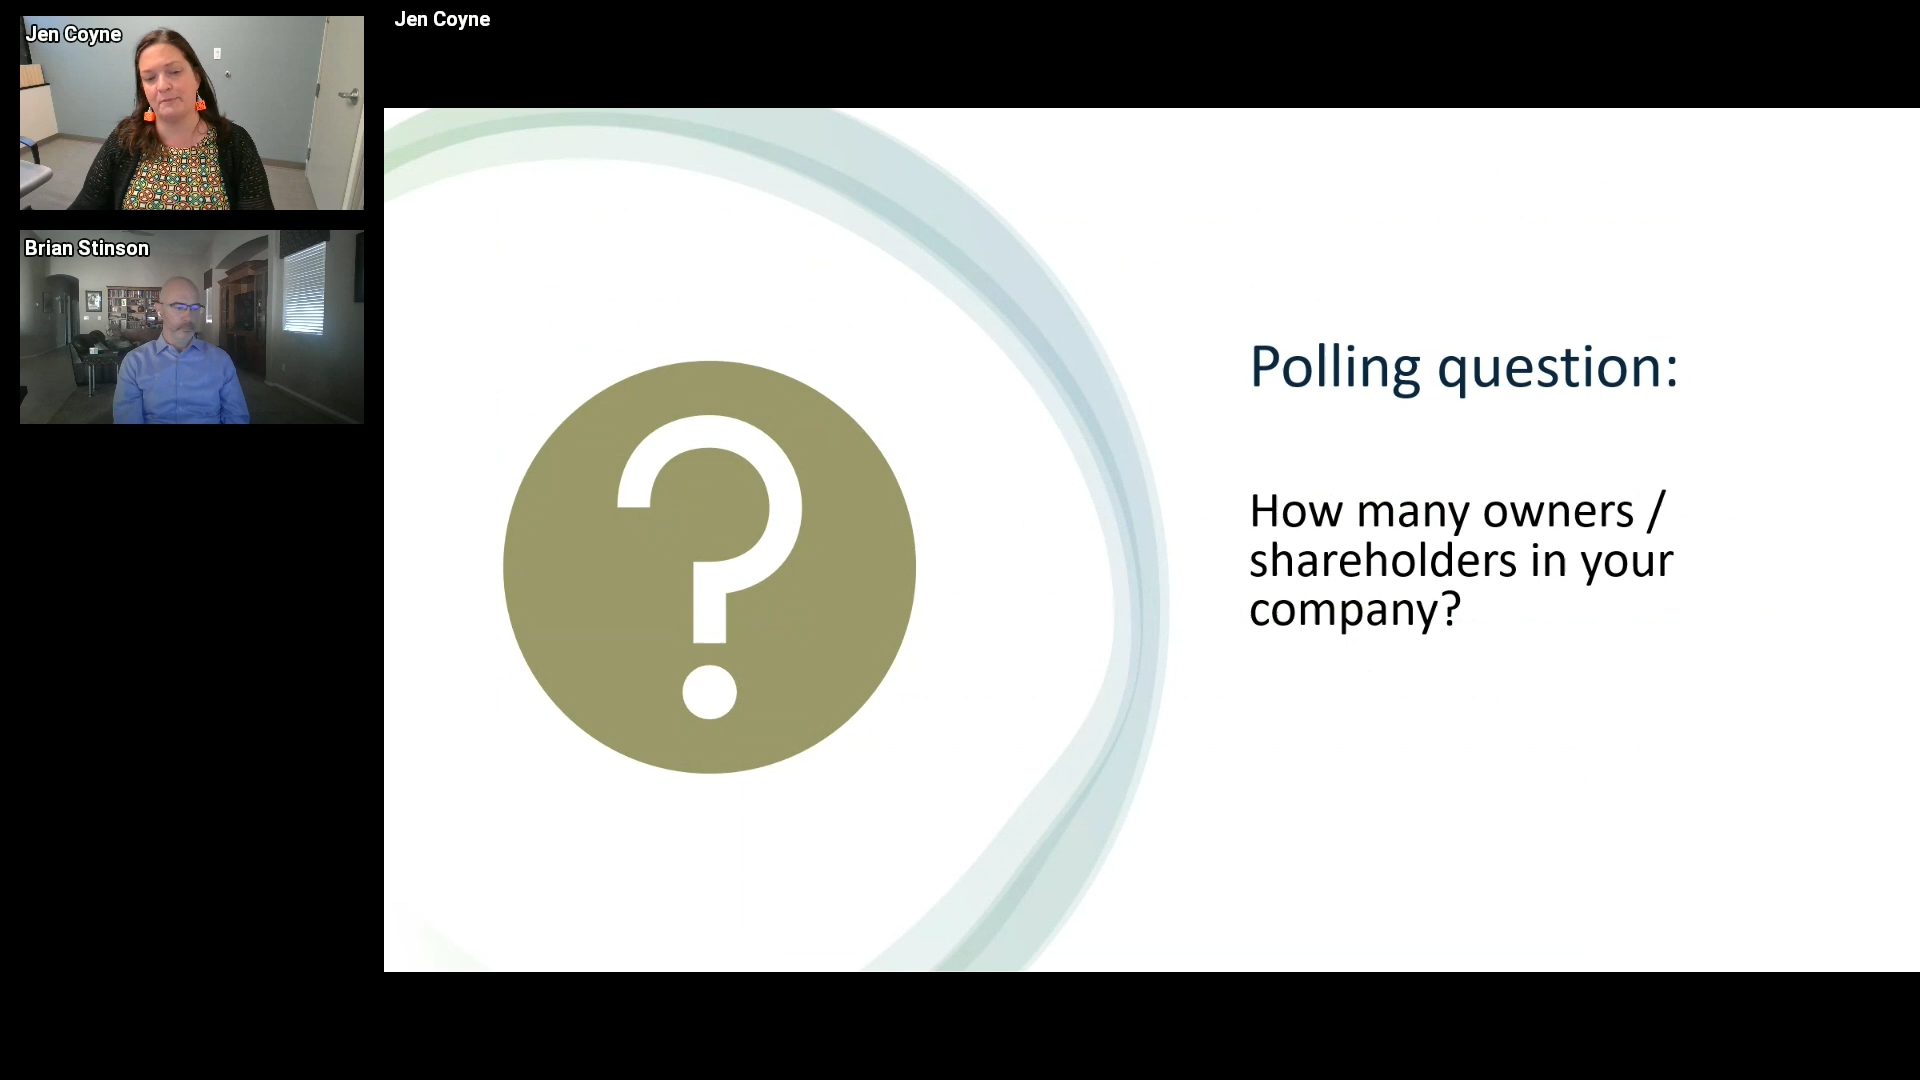 Jen Coyne
Jen Coyne
Brian Stinson
Polling question:
How many owners /
shareholders in your
company?